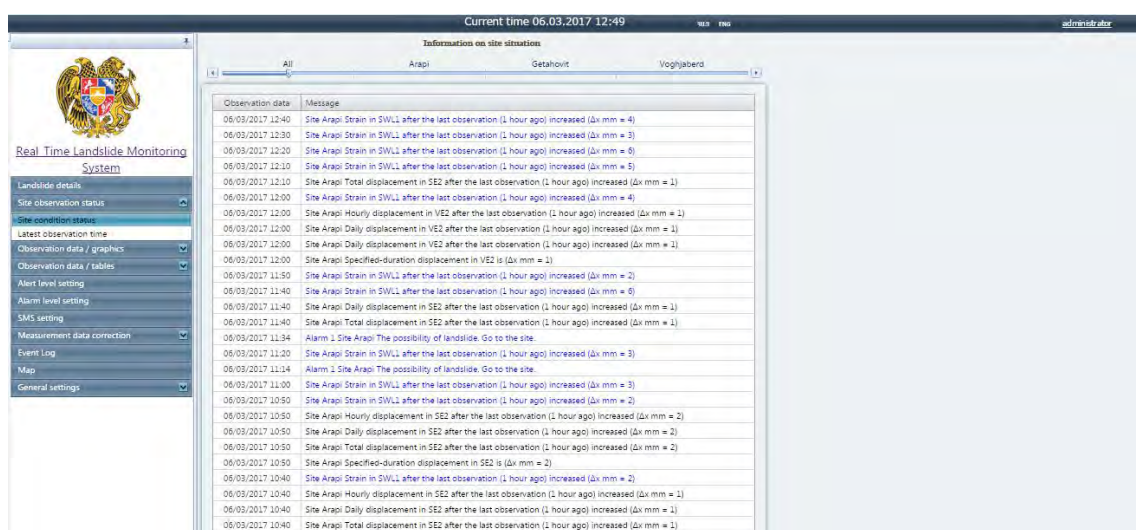 Current time 06.03.2017 12:49
ENG
administrator
Real Time Landslide Monitoring
System
Landslide details
Site observation status
Site condition status
Latest observation time
Observation data / graphics
Observation data / tables
Alert level setting
Alarm level setting
SMS setting
Measurement data correction
Event Log
Map
General settings
Information on site situation
All Arapi Getahovit Voghjaberd
Observation data Message
06/03/2017 12:40 Site Arapi Strain in SWL1 after the last observation (1 hour ago) increased (Δx mm = 4)
06/03/2017 12:30 Site Arapi Strain in SWL1 after the last observation (1 hour ago) increased (Δx mm = 3)
06/03/2017 12:20 Site Arapi Strain in SWL1 after the last observation (1 hour ago) increased (Δx mm = 6)
06/03/2017 12:10 Site Arapi Strain in SWL1 after the last observation (1 hour ago) increased (Δx mm = 5)
06/03/2017 12:10 Site Arapi Total displacement in SE2 after the last observation (1 hour ago) increased (Δx mm = 1)
06/03/2017 12:00 Site Arapi Strain in SWL1 after the last observation (1 hour ago) increased (Δx mm = 4)
06/03/2017 12:00 Site Arapi Hourly displacement in VE2 after the last observation (1 hour ago) increased (Δx mm = 1)
06/03/2017 12:00 Site Arapi Daily displacement in VE2 after the last observation (1 hour ago) increased (Δx mm = 1)
06/03/2017 12:00 Site Arapi Daily displacement in VE2 after the last observation (1 hour ago) increased (Δx mm = 1)
06/03/2017 12:00 Site Arapi Specified-duration displacement in VE2 is (Δx mm = 1)
06/03/2017 11:50 Site Arapi Strain in SWL1 after the last observation (1 hour ago) increased (Δx mm = 2)
06/03/2017 11:40 Site Arapi Strain in SWL1 after the last observation (1 hour ago) increased (Δx mm = 6)
06/03/2017 11:40 Site Arapi Daily displacement in SE2 after the last observation (1 hour ago) increased (Δx mm = 1)
06/03/2017 11:40 Site Arapi Total displacement in SE2 after the last observation (1 hour ago) increased (Δx mm = 1)
06/03/2017 11:34 Alarm 1 Site Arapi The possibility of landslide. Go to the site.
06/03/2017 11:20 Site Arapi Strain in SWL1 after the last observation (1 hour ago) increased (Δx mm = 3)
06/03/2017 11:14 Alarm 1 Site Arapi The possibility of landslide. Go to the site.
06/03/2017 11:00 Site Arapi Strain in SWL1 after the last observation (1 hour ago) increased (Δx mm = 3)
06/03/2017 10:50 Site Arapi Strain in SWL1 after the last observation (1 hour ago) increased (Δx mm = 2)
06/03/2017 10:50 Site Arapi Hourly displacement in SE2 after the last observation (1 hour ago) increased (Δx mm = 2)
06/03/2017 10:50 Site Arapi Daily displacement in SE2 after the last observation (1 hour ago) increased (Δx mm = 2)
06/03/2017 10:50 Site Arapi Total displacement in SE2 after the last observation (1 hour ago) increased (Δx mm = 2)
06/03/2017 10:50 Site Arapi Specified-duration displacement in SE2 is (Δx mm = 2)
06/03/2017 10:40 Site Arapi Strain in SWL1 after the last observation (1 hour ago) increased (Δx mm = 2)
06/03/2017 10:40 Site Arapi Hourly displacement in SE2 after the last observation (1 hour ago) increased (Δx mm = 1)
06/03/2017 10:40 Site Arapi Daily displacement in SE2 after the last observation (1 hour ago) increased (Δx mm = 1)
06/03/2017 10:40 Site Arapi Total displacement in SE2 after the last observation (1 hour ago) increased (Δx mm = 1)